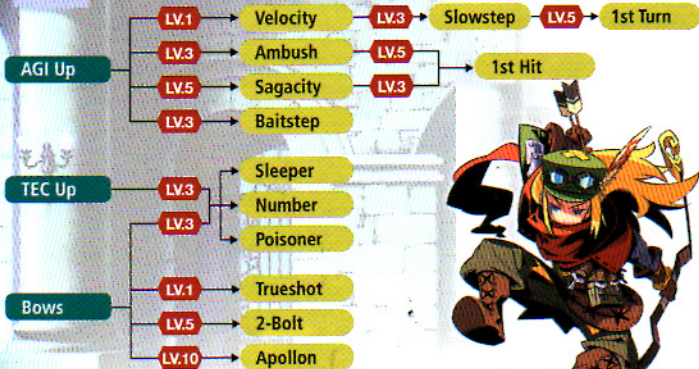 LV.1 Velocity LV.3 Slowstep LV.5 1st Turn
LV.3 Ambush LV.5
AGI Up 1st Hit
LV.5 Sagacity LV.3
LV.3 Baitstep
Sleeper
TEC Up LV.3
Number
LV.3
Poisoner
LV.1 Trueshot
Bows
LV.5 2-Bolt
LV.10 Apollon